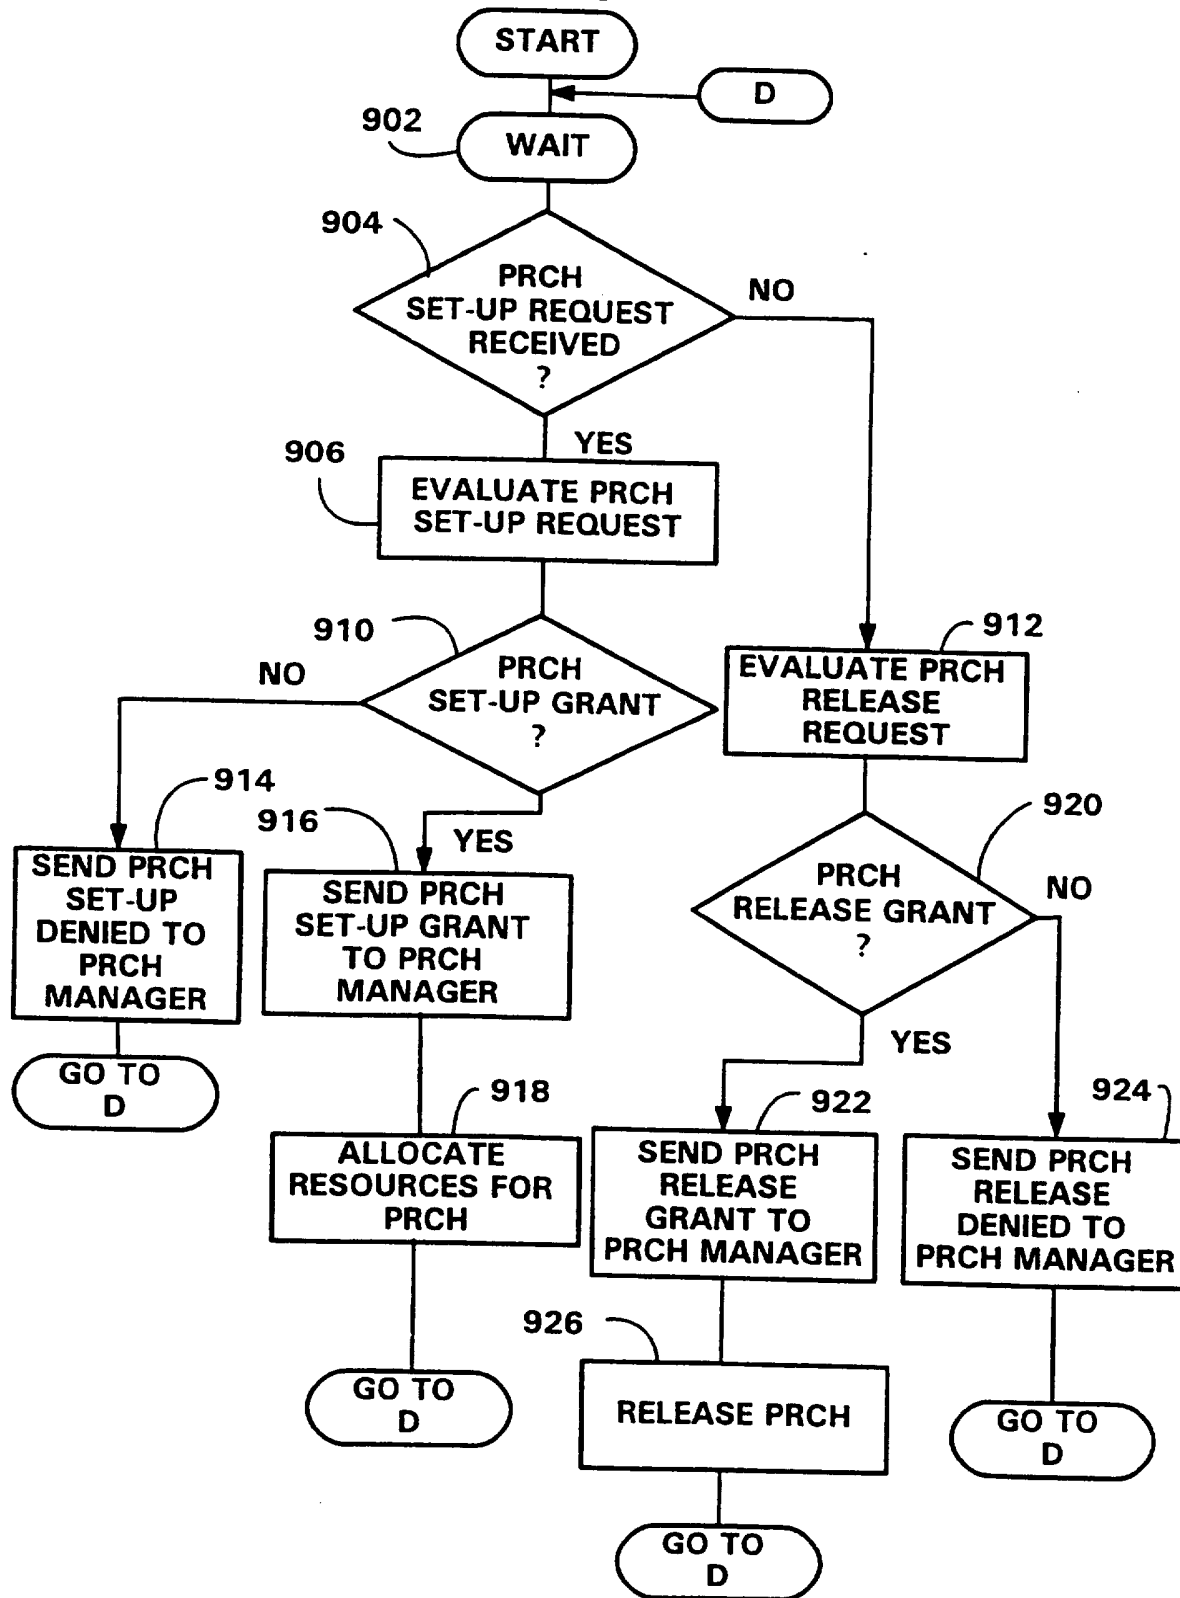 START
D
902
WAIT
904
PRCH
SET-UP REQUEST
RECEIVED
?
NO
YES
906
EVALUATE PRCH
SET-UP REQUEST
910
PRCH
SET-UP GRANT
?
NO
912
EVALUATE PRCH
RELEASE
REQUEST
914
SEND PRCH
SET-UP
DENIED TO
PRCH
MANAGER
GO TO
D
916
YES
SEND PRCH
SET-UP GRANT
TO PRCH
MANAGER
918
ALLOCATE
RESOURCES FOR
PRCH
GO TO
D
920
PRCH
RELEASE GRANT
?
NO
YES
922
SEND PRCH
RELEASE
GRANT TO
PRCH MANAGER
924
SEND PRCH
RELEASE
DENIED TO
PRCH MANAGER
926
RELEASE PRCH
GO TO
D
GO TO
D